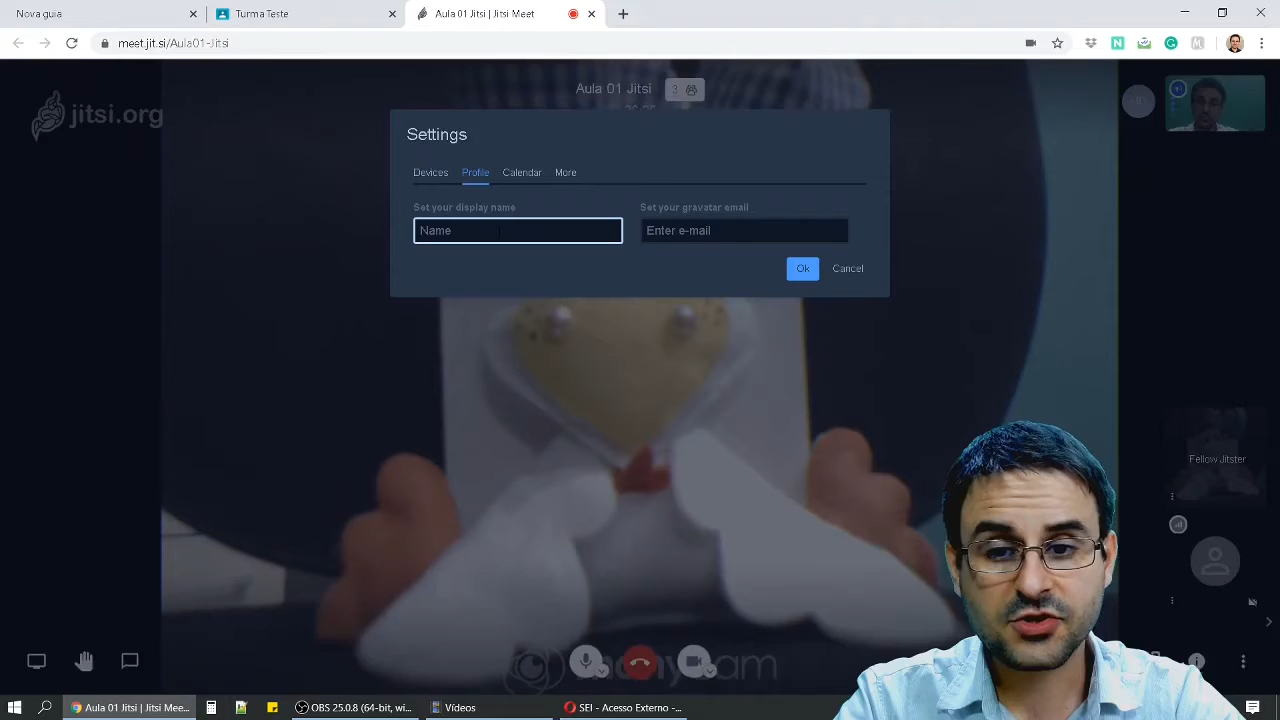 Nova guia
Turma Teste
Aula 01 Jitsi | Jitsi Meet
meet.jit.si/Aula01-Jitsi
jitsi.org
Aula 01 Jitsi
3
Settings
Devices Profile Calendar More
Set your display name
Set your gravatar email
Name
Enter e-mail
Ok
Cancel
Fellow Jitster
Aula 01 Jitsi | Jitsi Mee...
OBS 25.0.8 (64-bit, wi...
Vídeos
SEI - Acesso Externo -...